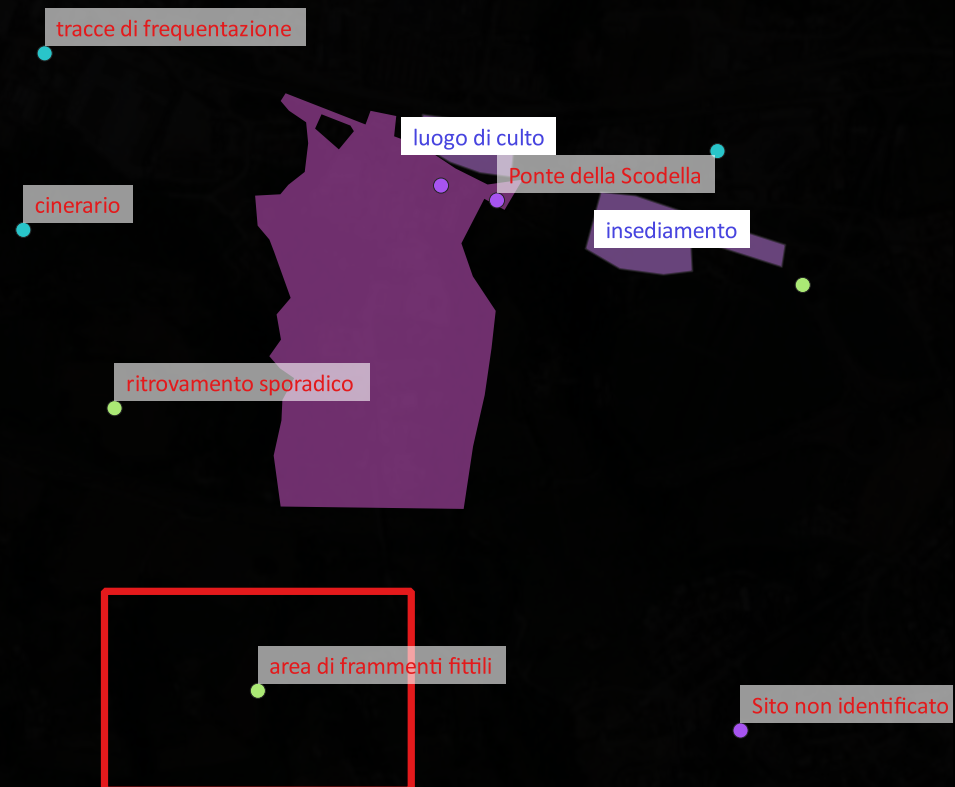 tracce di frequentazione
luogo di culto
Ponte della Scodella
cinerario
insediamento
ritrovamento sporadico
area di frammenti fittili
Sito non identificato